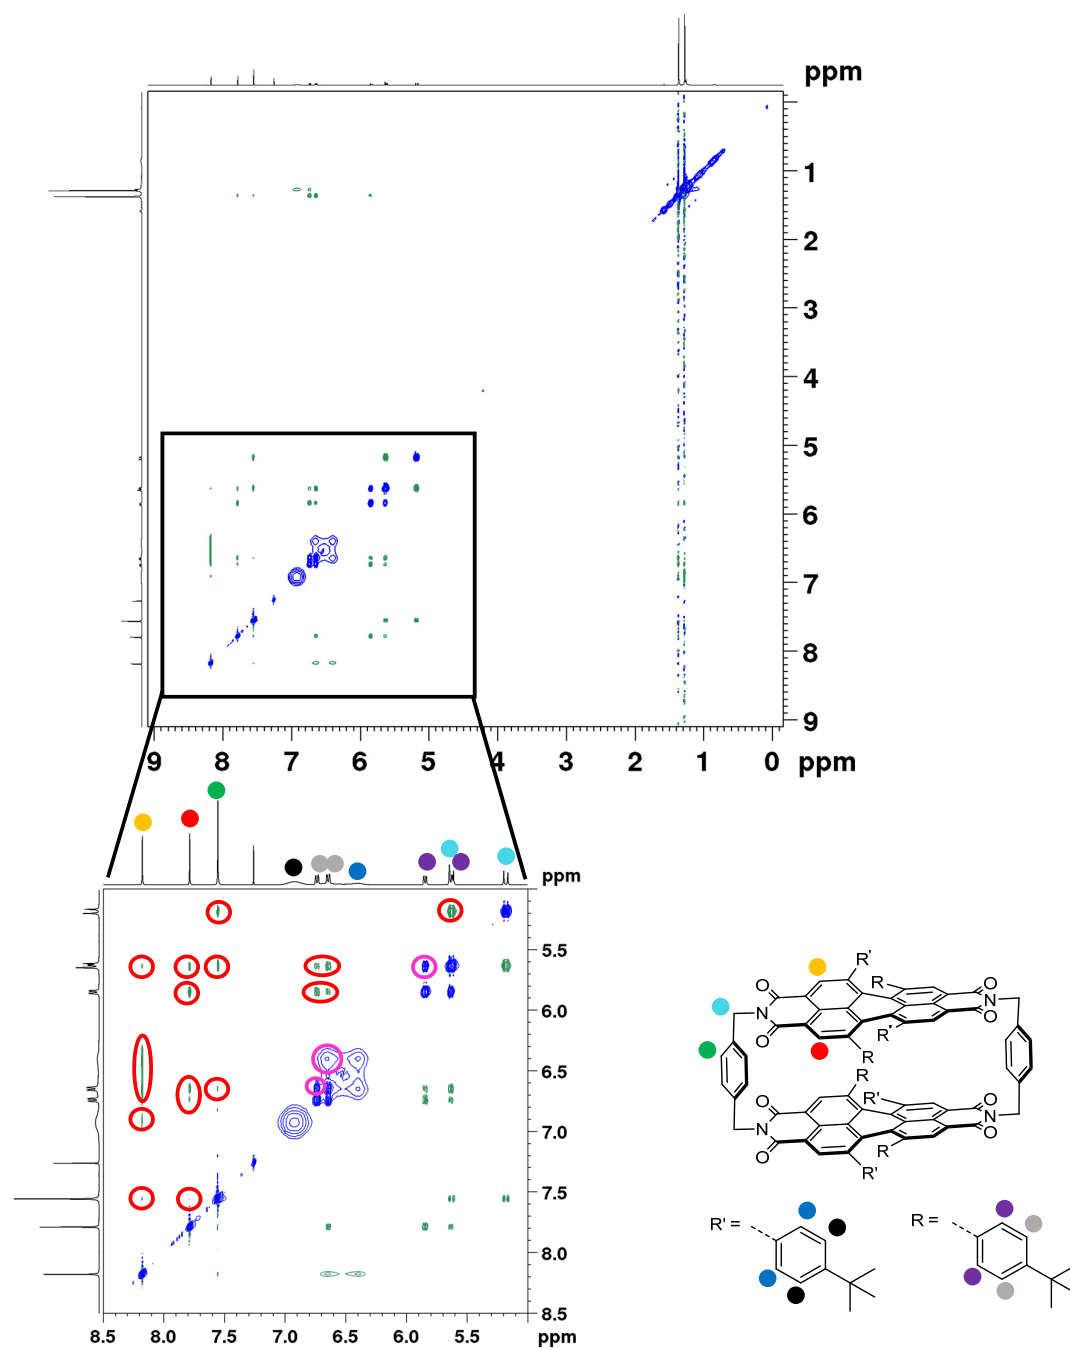 ppm
1
2
3
4
5
6
7
8
9
9 8 7 6 5 4 3 2 1 0 ppm
ppm
5.5
6.0
6.5
7.0
7.5
8.0
8.5
8.5 8.0 7.5 7.0 6.5 6.0 5.5 ppm
R'
O R O
N N
O R' O
R
R
O R' O
N N
O R O
R'
R' =
R =